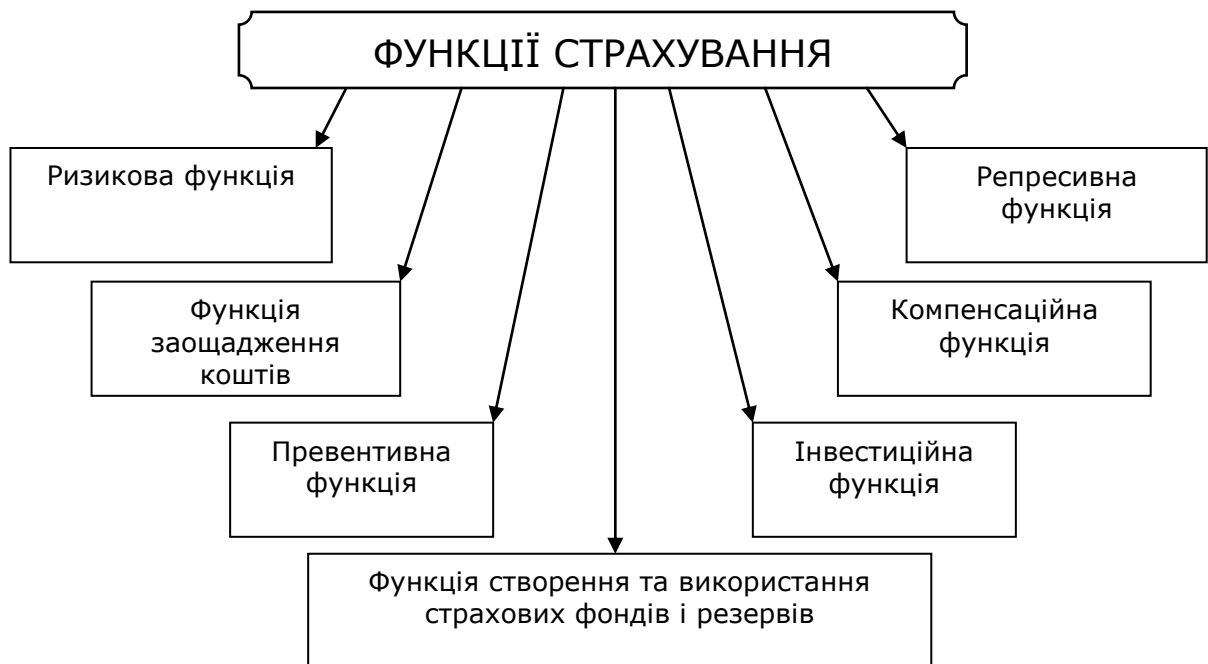 ФУНКЦІЇ СТРАХУВАННЯ
Ризикова функція
Репресивна
функція
Функція
заощадження
коштів
Компенсаційна
функція
Превентивна
функція
Інвестиційна
функція
Функція створення та використання
страхових фондів і резервів